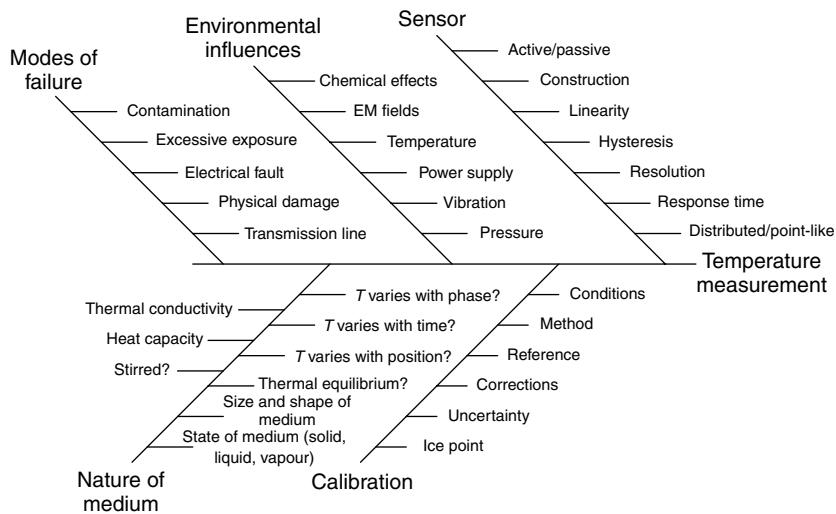 Modes of
failure
Contamination
Excessive exposure
Electrical fault
Physical damage
Transmission line
Environmental
influences
Chemical effects
EM fields
Temperature
Power supply
Vibration
Pressure
Sensor
Active/passive
Construction
Linearity
Hysteresis
Resolution
Response time
Distributed/point-like
Temperature
measurement
Thermal conductivity
Heat capacity
Stirred?
T varies with phase?
T varies with time?
T varies with position?
Thermal equilibrium?
Size and shape of
medium
State of medium (solid,
liquid, vapour)
Nature of
medium
Conditions
Method
Reference
Corrections
Uncertainty
Ice point
Calibration